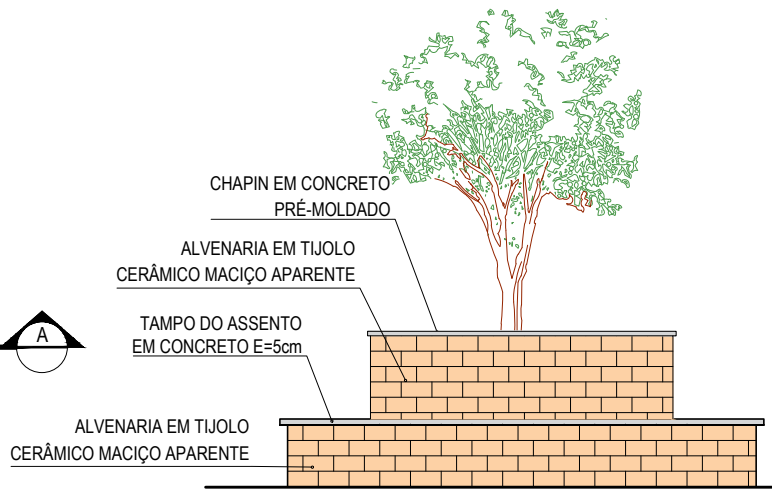 CHAPIN EM CONCRETO
PRÉ-MOLDADO
ALVENARIA EM TIJOLO
CERÂMICO MACIÇO APARENTE
A
TAMPO DO ASSENTO
EM CONCRETO E=5cm
ALVENARIA EM TIJOLO
CERÂMICO MACIÇO APARENTE